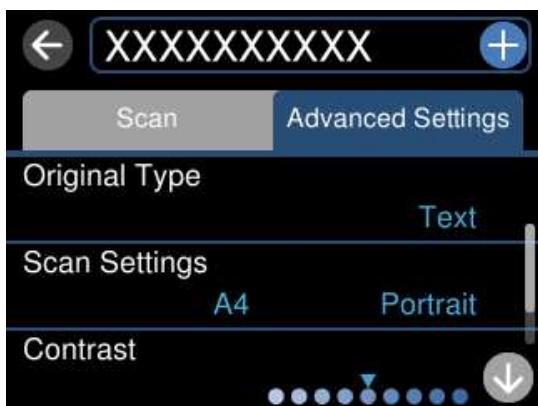 XXXXXXXXXX
Scan
Advanced Settings
Original Type
Text
Scan Settings
A4 Portrait
Contrast